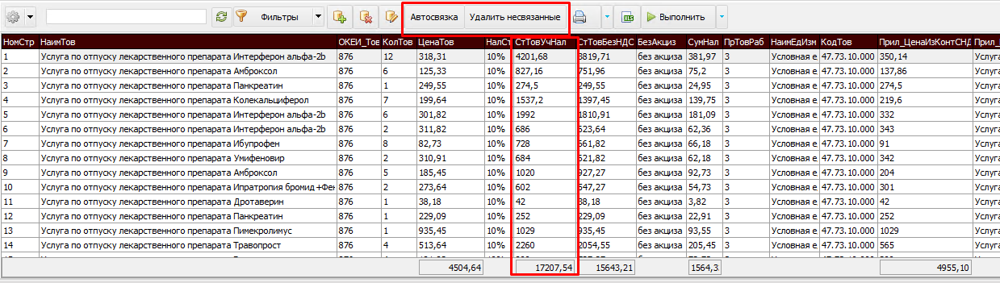 Фильтры Автосвязка Удалить несвязанные XLS Выполнить
НомСтр НаимТов ОКЕИ_Тов КолТов ЦенаТов НалСт СтТовУчНал СтТовБезНДС БезАкциз СумНал ПрТовРаб НаимЕдИзм КодТов Прил_ЦенаИзКонтСНД Прил_
1 Услуга по отпуску лекарственного препарата Интерферон альфа-2b 876 12 318,31 10% 4201,68 3819,71 без акциза 381,97 3 Условная е 47.73.10.000 350,14 Услуга
2 Услуга по отпуску лекарственного препарата Амброксол 876 6 125,33 10% 827,16 751,96 без акциза 75,2 3 Условная е 47.73.10.000 137,86 Услуга
3 Услуга по отпуску лекарственного препарата Панкреатин 876 1 249,55 10% 274,5 249,55 без акциза 24,95 3 Условная е 47.73.10.000 274,5 Услуга
4 Услуга по отпуску лекарственного препарата Колекальциферол 876 7 199,64 10% 1537,2 1397,45 без акциза 139,75 3 Условная е 47.73.10.000 219,6 Услуга
5 Услуга по отпуску лекарственного препарата Интерферон альфа-2b 876 6 301,82 10% 1992 1810,91 без акциза 181,09 3 Условная е 47.73.10.000 332 Услуга
6 Услуга по отпуску лекарственного препарата Интерферон альфа-2b 876 2 311,82 10% 686 623,64 без акциза 62,36 3 Условная е 47.73.10.000 343 Услуга
7 Услуга по отпуску лекарственного препарата Ибупрофен 876 8 82,73 10% 728 661,82 без акциза 66,18 3 Условная е 47.73.10.000 91 Услуга
8 Услуга по отпуску лекарственного препарата Умифеновир 876 2 310,91 10% 684 621,82 без акциза 62,18 3 Условная е 47.73.10.000 342 Услуга
9 Услуга по отпуску лекарственного препарата Амброксол 876 5 185,45 10% 1020 927,27 без акциза 92,73 3 Условная е 47.73.10.000 204 Услуга
10 Услуга по отпуску лекарственного препарата Ипратропия бромид+Фен 876 2 273,64 10% 602 547,27 без акциза 54,73 3 Условная е 47.73.10.000 301 Услуга
11 Услуга по отпуску лекарственного препарата Дротаверин 876 1 38,18 10% 42 38,18 без акциза 3,82 3 Условная е 47.73.10.000 42 Услуга
12 Услуга по отпуску лекарственного препарата Панкреатин 876 1 229,09 10% 252 229,09 без акциза 22,91 3 Условная е 47.73.10.000 252 Услуга
13 Услуга по отпуску лекарственного препарата Пимекролимус 876 1 935,45 10% 1029 935,45 без акциза 93,55 3 Условная е 47.73.10.000 1029 Услуга
14 Услуга по отпуску лекарственного препарата Травопрост 876 4 513,64 10% 2260 2054,55 без акциза 205,45 3 Условная е 47.73.10.000 565 Услуга
4504,64 17207,54 15643,21 1564,3 4955,10